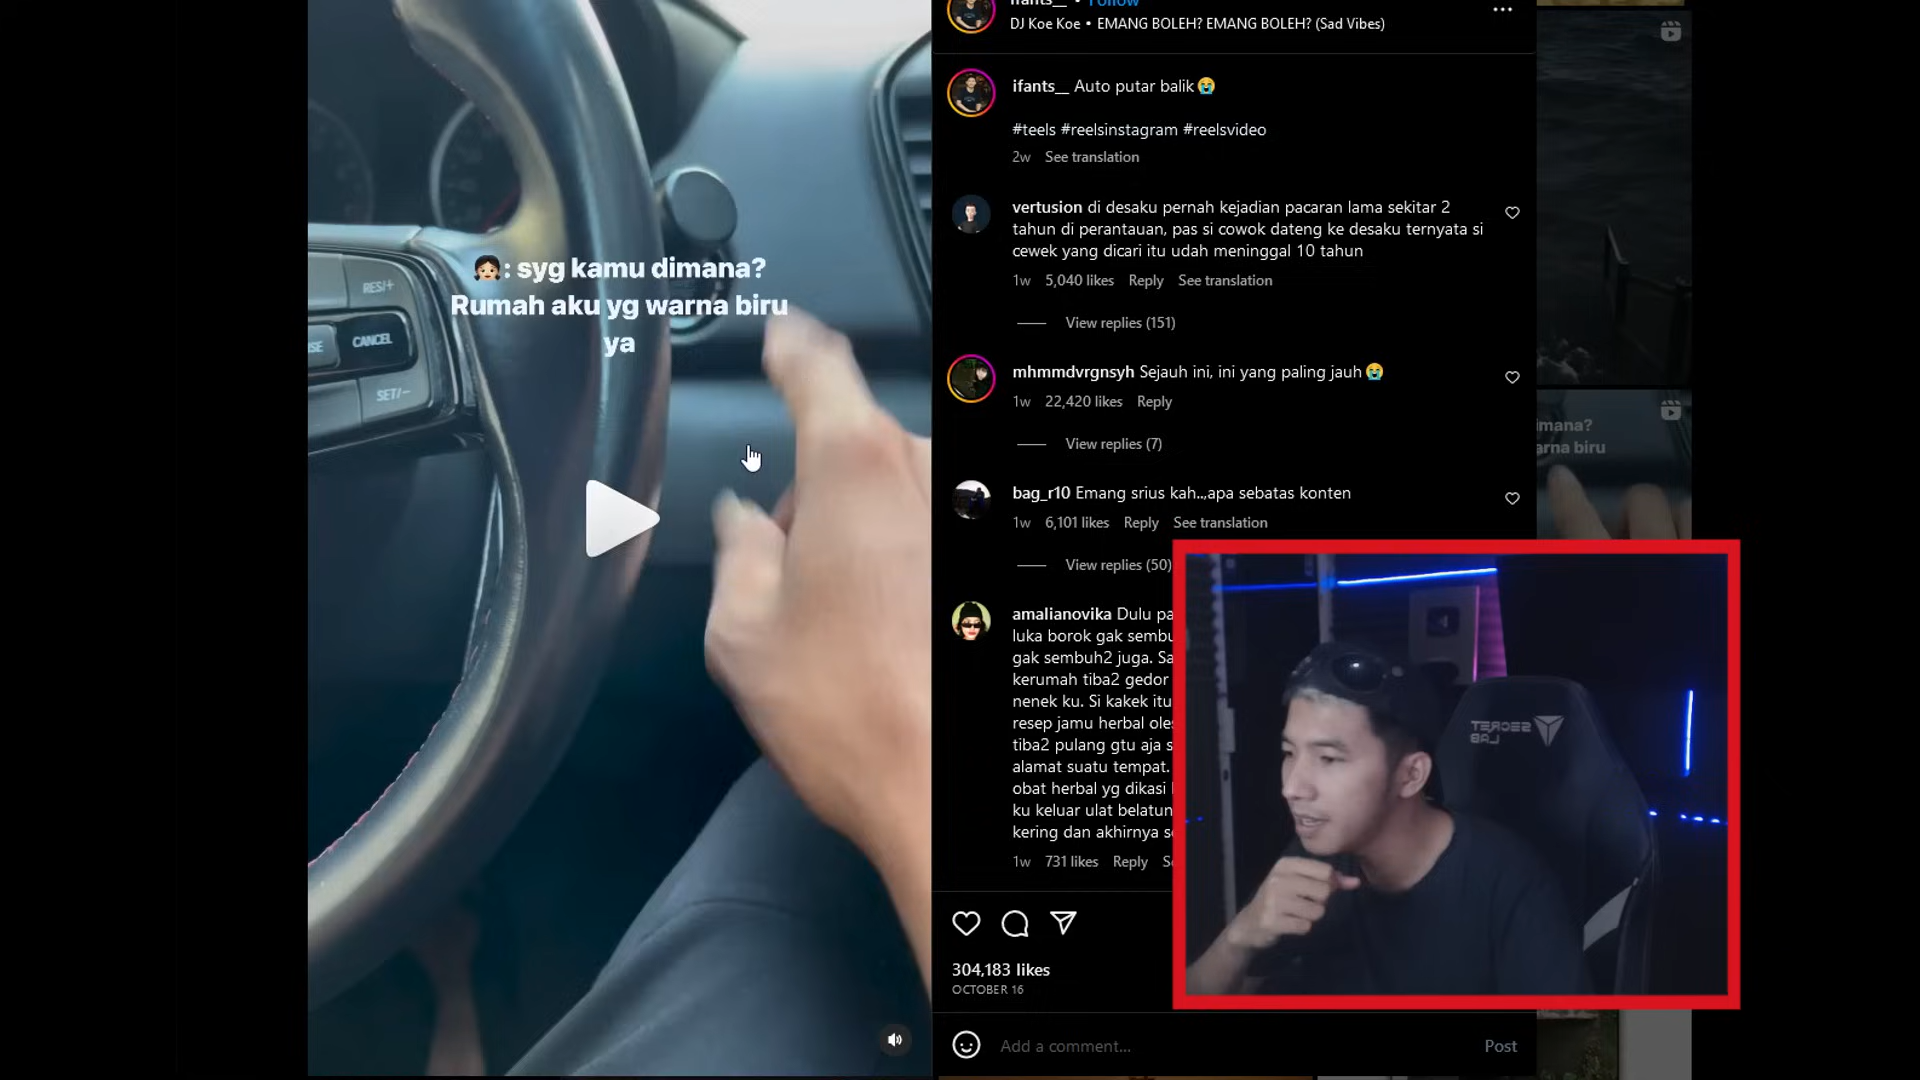 ifants__ • Follow
DJ Koe Koe • EMANG BOLEH? EMANG BOLEH? (Sad Vibes)
ifants__ Auto putar balik😭
#teels #reelsinstagram #reelsvideo
2w See translation
vertusion di desaku pernah kejadian pacaran lama sekitar 2
tahun di perantauan, pas si cowok dateng ke desaku ternyata si
cewek yang dicari itu udah meninggal 10 tahun
1w 5,040 likes Reply See translation
View replies (151)
mhmmdvrgnsyh Sejauh ini, ini yang paling jauh😭
1w 22,420 likes Reply
View replies (7)
bag_r10 Emang srius kah..,apa sebatas konten
1w 6,101 likes Reply See translation
View replies (50)
amalianovika Dulu pa
luka borok gak sembu
gak sembuh2 juga. Sa
kerumah tiba2 gedor
nenek ku. Si kakek itu
resep jamu herbal oles
tiba2 pulang gtu aja s
alamat suatu tempat.
obat herbal yg dikasi
ku keluar ulat belatun
kering dan akhirnya s
1w 731 likes Reply S
304,183 likes
OCTOBER 16
Add a comment...
Post
👧🏻: syg kamu dimana?
Rumah aku yg warna biru
ya
RES/+
CANCEL
SET/-
imana?
arna biru
SECRET
LAB